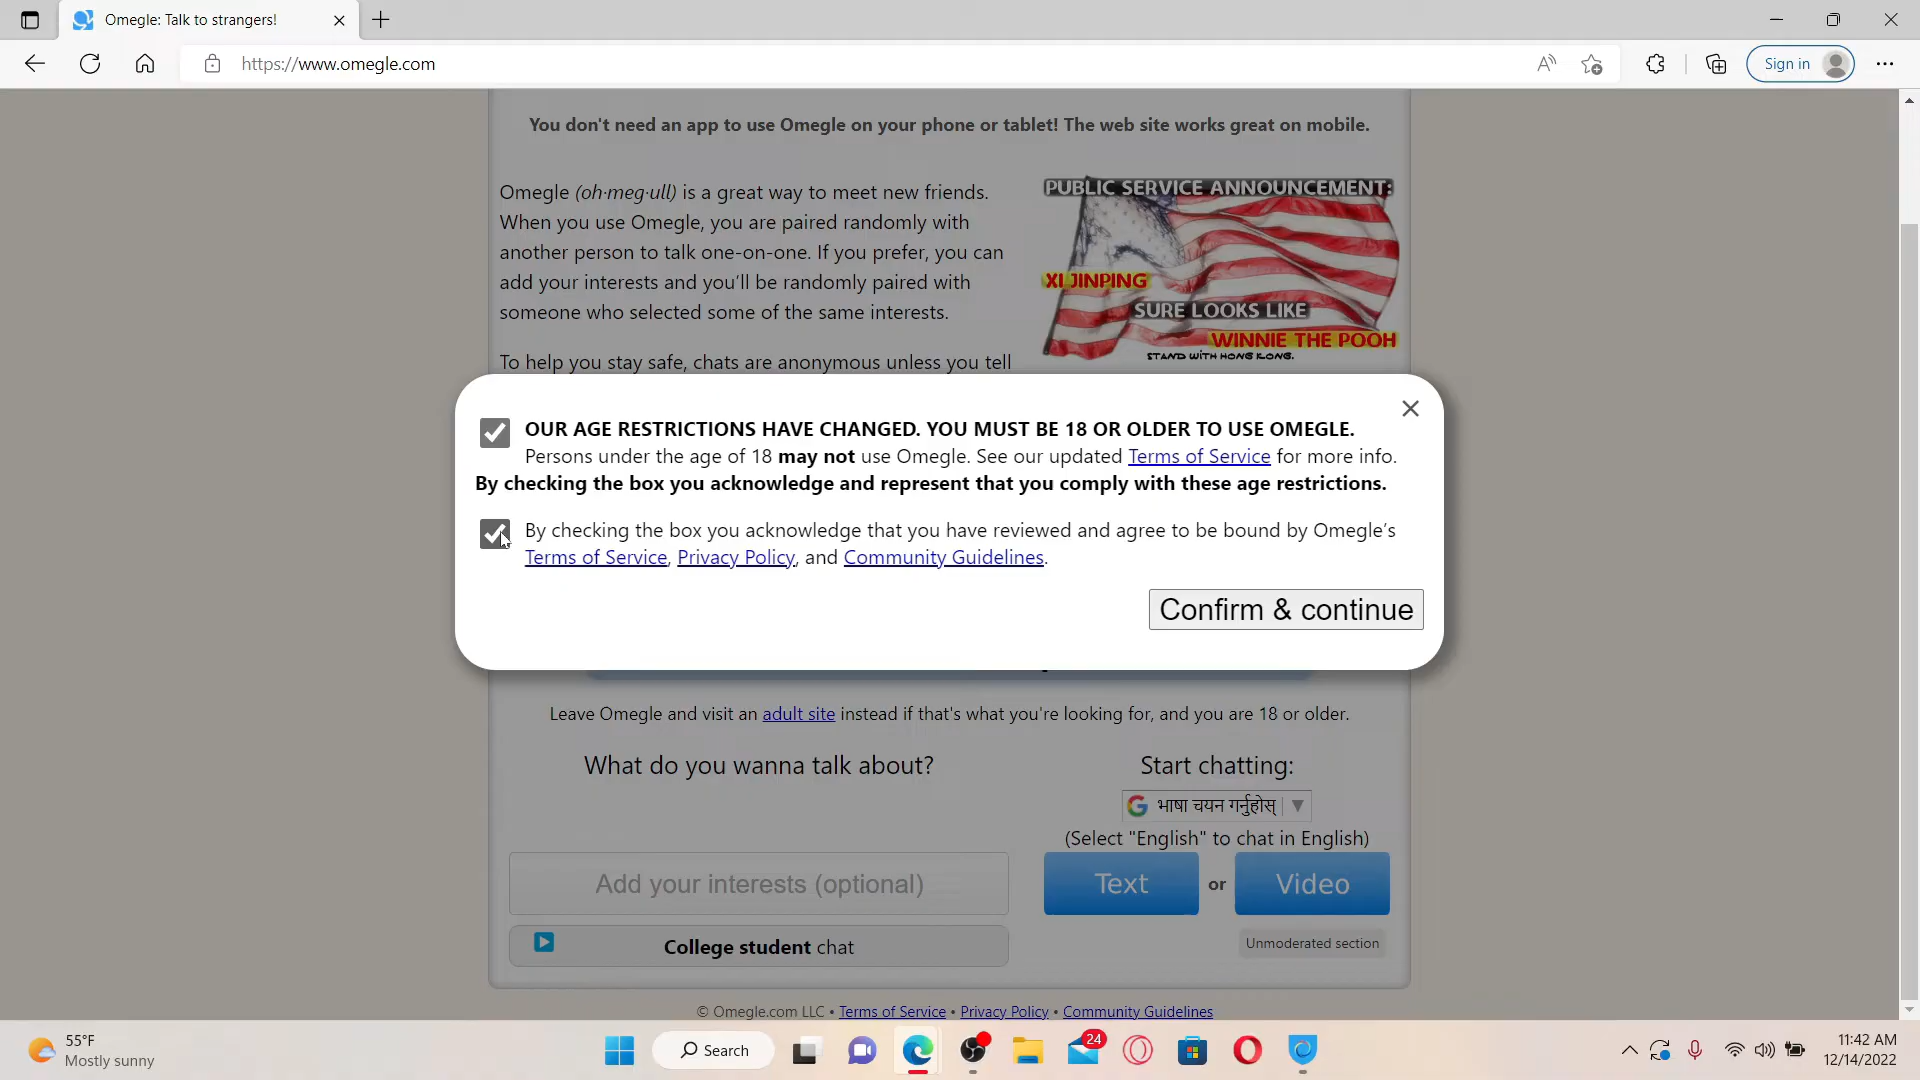 Omegle: Talk to strangers!
https://www.omegle.com
Sign in
You don't need an app to use Omegle on your phone or tablet! The web site works great on mobile.
Omegle (oh·meg·ull) is a great way to meet new friends.
When you use Omegle, you are paired randomly with
another person to talk one-on-one. If you prefer, you can
add your interests and you'll be randomly paired with
someone who selected some of the same interests.
To help you stay safe, chats are anonymous unless you tell
PUBLIC SERVICE ANNOUNCEMENT:
XI JINPING
SURE LOOKS LIKE
WINNIE THE POOH
STAND WITH HONG KONG.
OUR AGE RESTRICTIONS HAVE CHANGED. YOU MUST BE 18 OR OLDER TO USE OMEGLE.
Persons under the age of 18 may not use Omegle. See our updated Terms of Service for more info.
By checking the box you acknowledge and represent that you comply with these age restrictions.
By checking the box you acknowledge that you have reviewed and agree to be bound by Omegle's
Terms of Service, Privacy Policy, and Community Guidelines.
Confirm & continue
Leave Omegle and visit an adult site instead if that's what you're looking for, and you are 18 or older.
What do you wanna talk about?
Start chatting:
भाषा चयन गर्नुहोस् ▼
(Select "English" to chat in English)
Add your interests (optional)
Text or Video
College student chat
Unmoderated section
© Omegle.com LLC • Terms of Service • Privacy Policy • Community Guidelines
55°F
Mostly sunny
Search
24
11:42 AM
12/14/2022